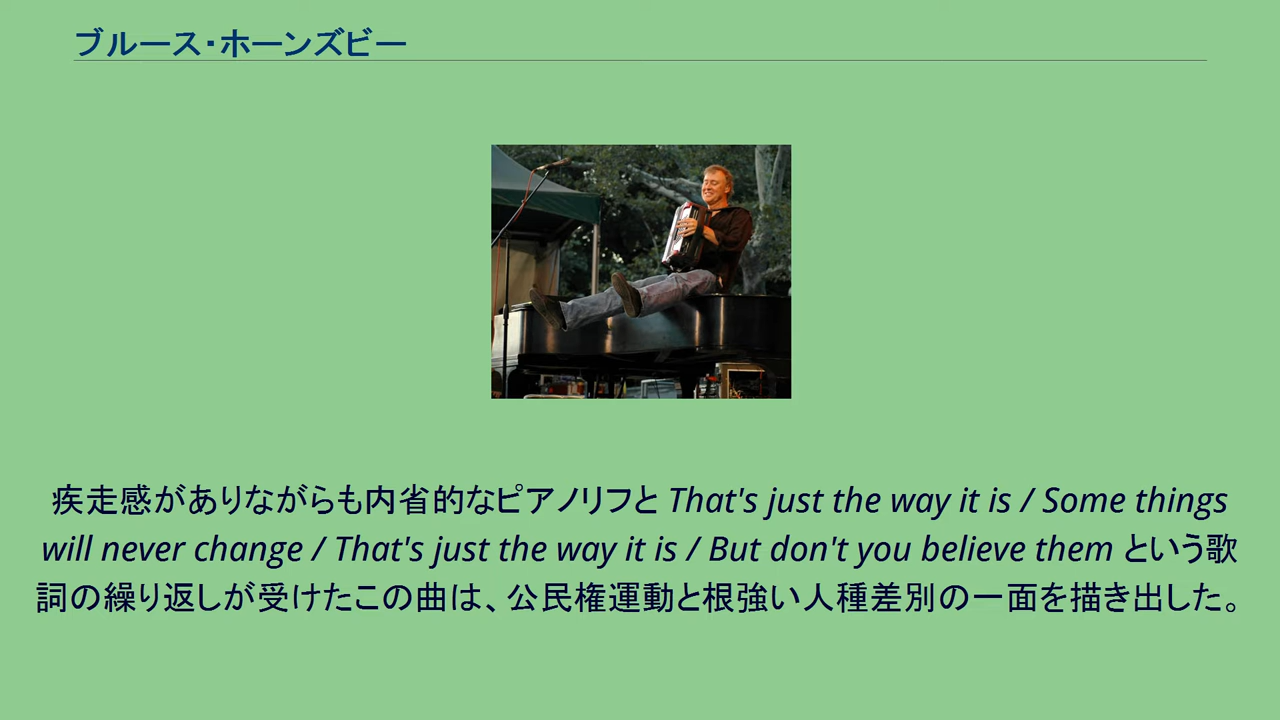 ブルース・ホーンズビー
疾走感がありながらも内省的なピアノリフと That's just the way it is / Some things
will never change / That's just the way it is / But don't you believe them という歌
詞の繰り返しが受けたこの曲は、公民権運動と根強い人種差別の一面を描き出した。